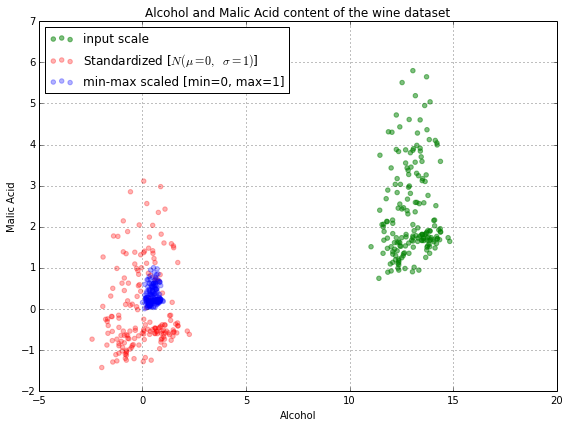 Alcohol and Malic Acid content of the wine dataset
input scale
Standardized [N(μ=0, σ=1)]
min-max scaled [min=0, max=1]
7
6
5
4
3
2
1
0
−1
−2
Malic Acid
−5
0
5
10
15
20
Alcohol